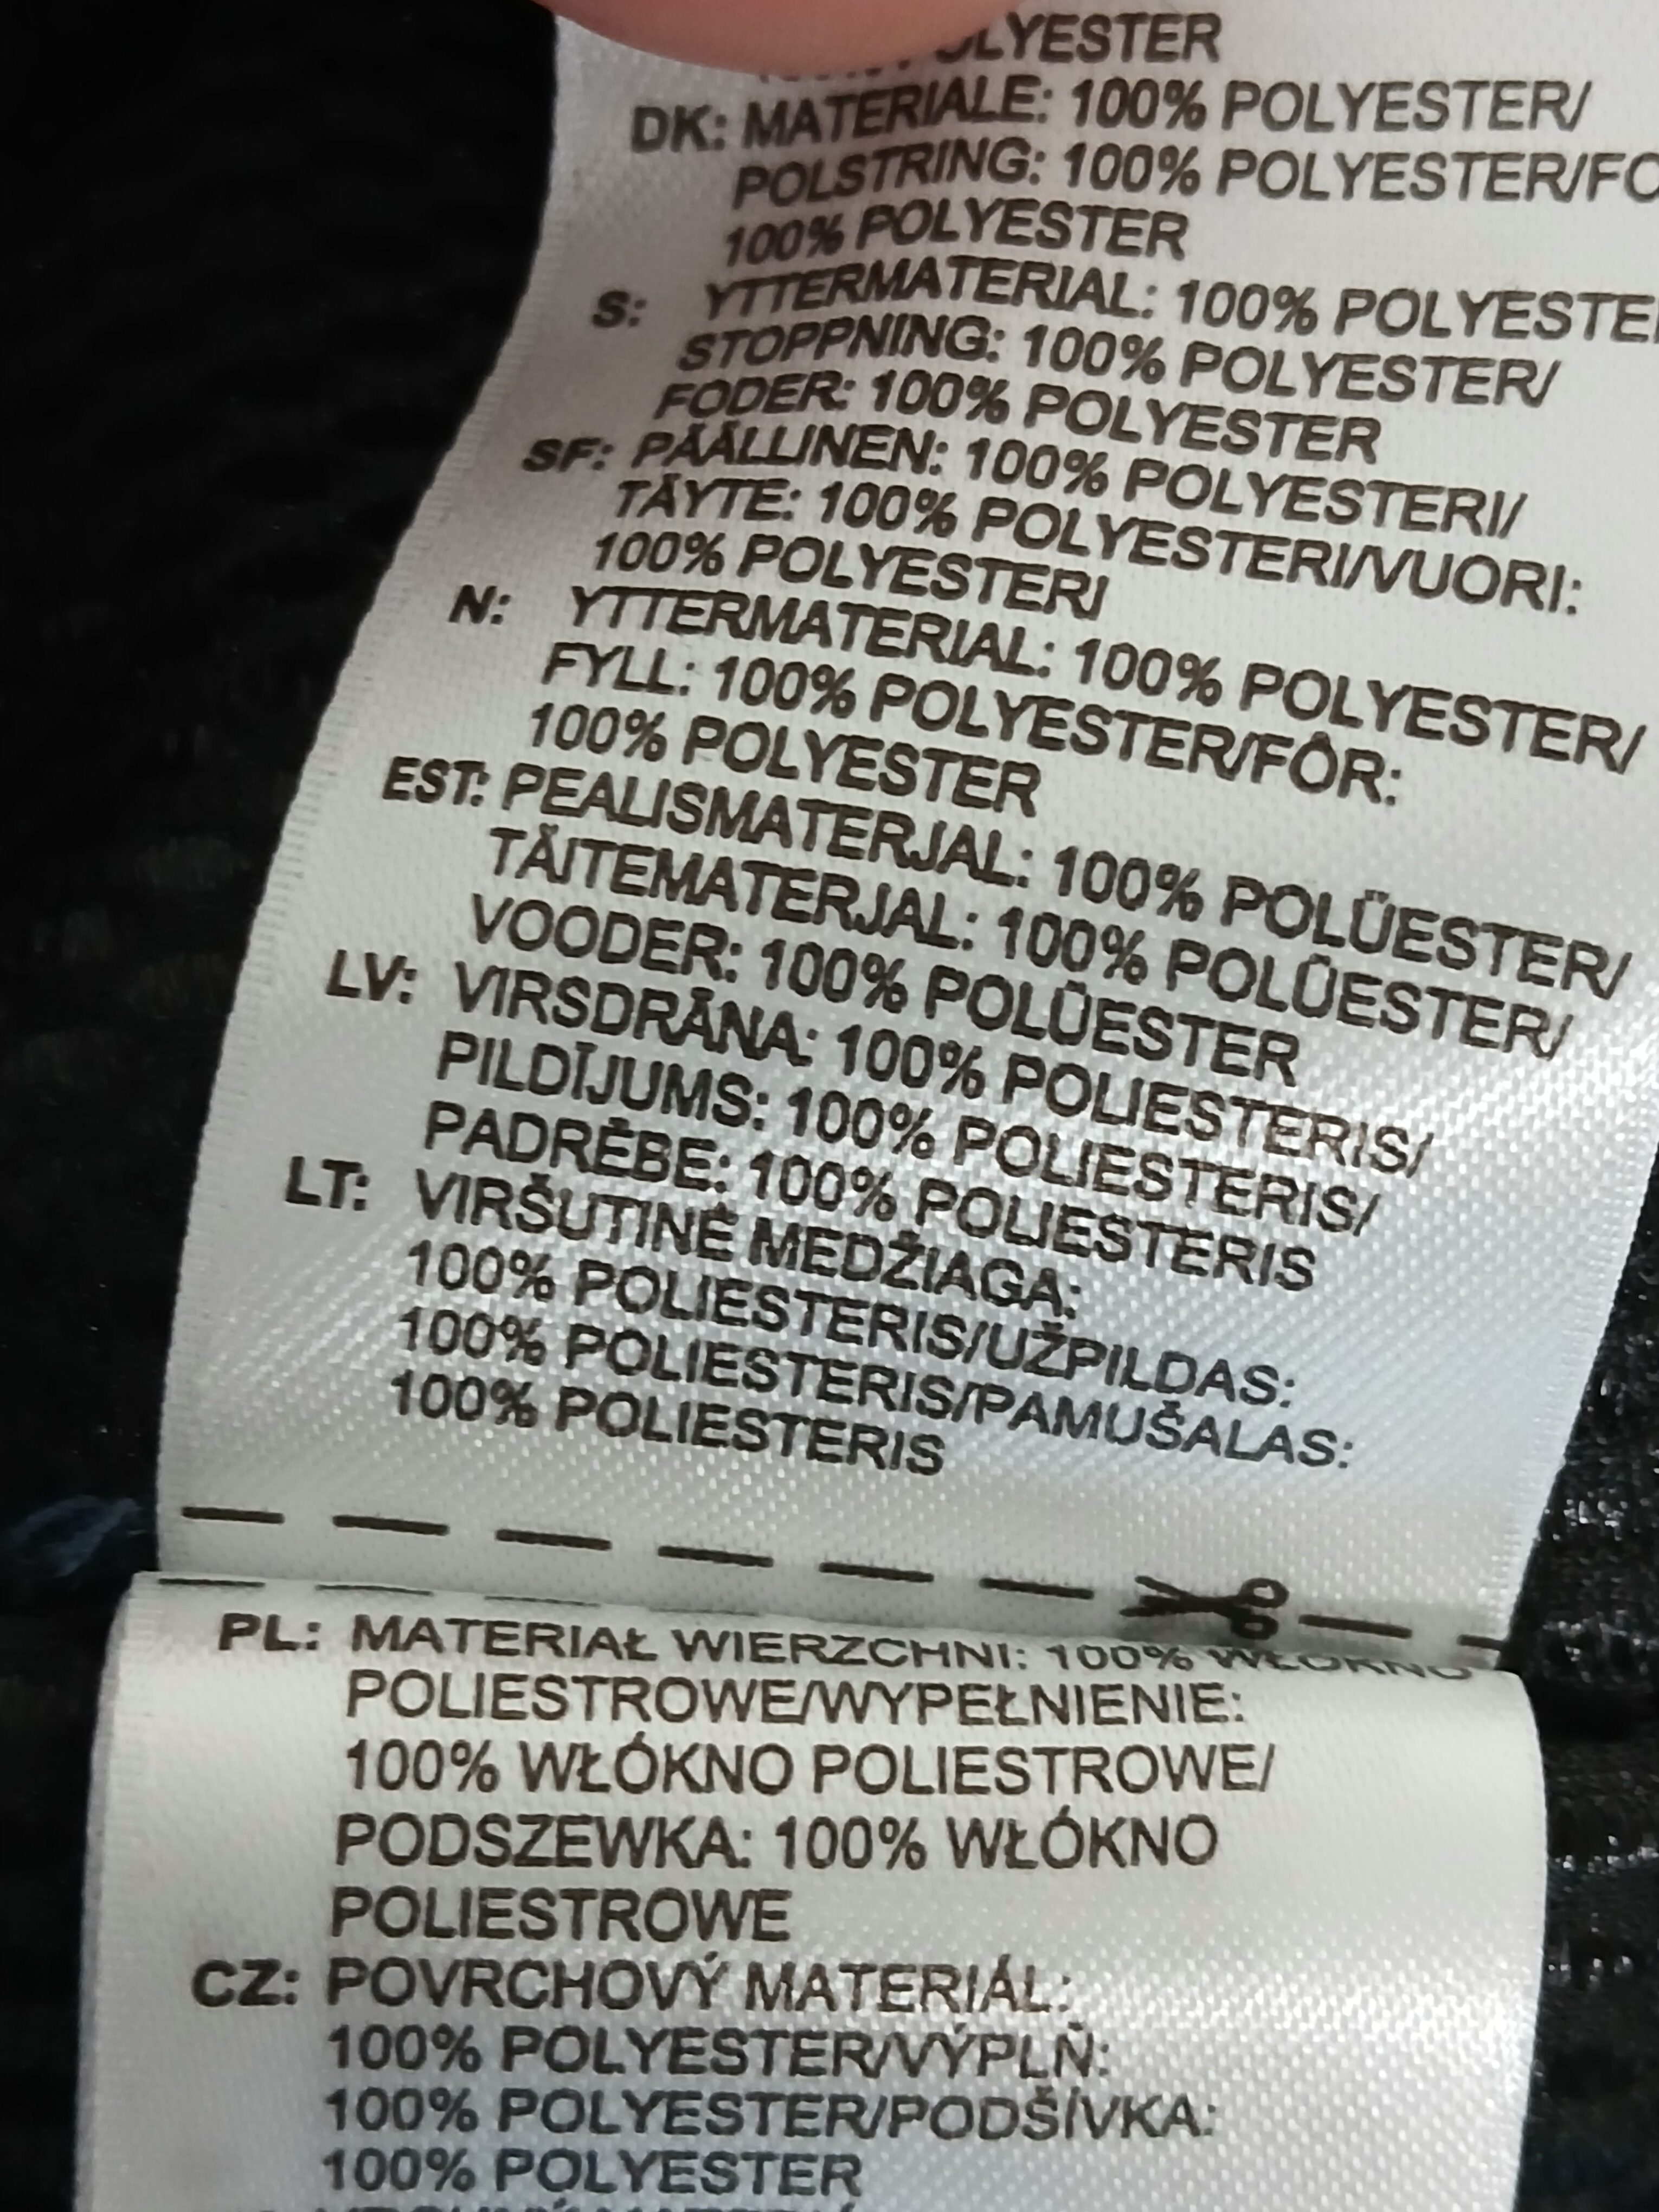 POLYESTER
DK: MATERIALE: 100% POLYESTER/
POLSTRING: 100% POLYESTER/FO
100% POLYESTER
S: YTTERMATERIAL: 100% POLYESTE
STOPPNING: 100% POLYESTER/
FODER: 100% POLYESTER
SF: PÄÄLLINEN: 100% POLYESTERI/
TÄYTE: 100% POLYESTERI/VUORI:
100% POLYESTERI
N: YTTERMATERIAL: 100% POLYESTER/
FYLL: 100% POLYESTER/FÔR:
100% POLYESTER
EST: PEALISMATERJAL: 100% POLÜESTER/
TÄITEMATERJAL: 100% POLÜESTER/
VOODER: 100% POLÜESTER
LV: VIRSDRĀNA: 100% POLIESTERIS/
PILDĪJUMS: 100% POLIESTERIS/
PADRĒBE: 100% POLIESTERIS
LT: VIRŠUTINĖ MEDŽIAGA:
100% POLIESTERIS/UŽPILDAS:
100% POLIESTERIS/PAMUŠALAS:
100% POLIESTERIS
PL: MATERIAŁ WIERZCHNI: 100% WŁÓKNO
POLIESTROWE/WYPEŁNIENIE:
100% WŁÓKNO POLIESTROWE/
PODSZEWKA: 100% WŁÓKNO
POLIESTROWE
CZ: POVRCHOVÝ MATERIÁL:
100% POLYESTER/VÝPLŇ:
100% POLYESTER/PODŠÍVKA:
100% POLYESTER